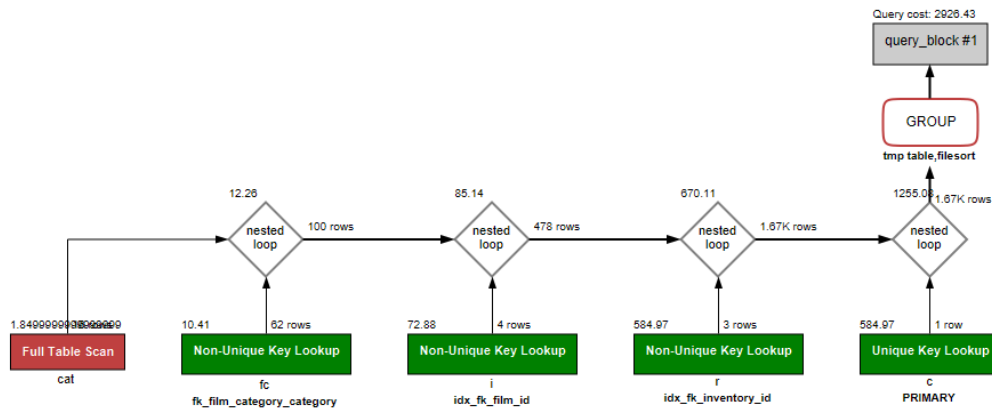 Query cost: 2926.43
query_block #1
GROUP
tmp table,filesort
12.26
85.14
670.11
1.67K rows
nested
loop
100 rows
nested
loop
478 rows
nested
loop
1.67K rows
nested
loop
10.41
62 rows
72.88
4 rows
584.97
3 rows
584.97
1 row
Full Table Scan
Non-Unique Key Lookup
Non-Unique Key Lookup
Non-Unique Key Lookup
Unique Key Lookup
cat
fc
i
r
c
fk_film_category_category
idx_fk_film_id
idx_fk_inventory_id
PRIMARY